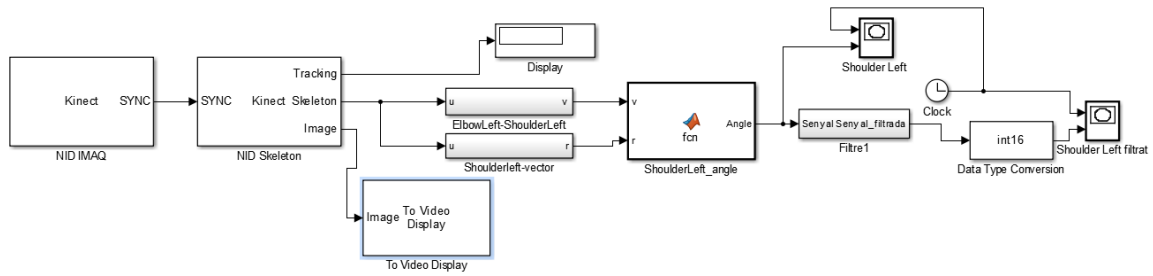 Kinect SYNC
NID IMAQ
SYNC Kinect
Tracking
Skeleton
Image
NID Skeleton
Display
u v
ElbowLeft-ShoulderLeft
u r
Shoulderleft-vector
Image To Video
Display
To Video Display
v
r
fcn
Angle
ShoulderLeft_angle
Shoulder Left
Clock
Senyal Senyal_filtrada
Filtre1
int16
Data Type Conversion
Shoulder Left filtrat